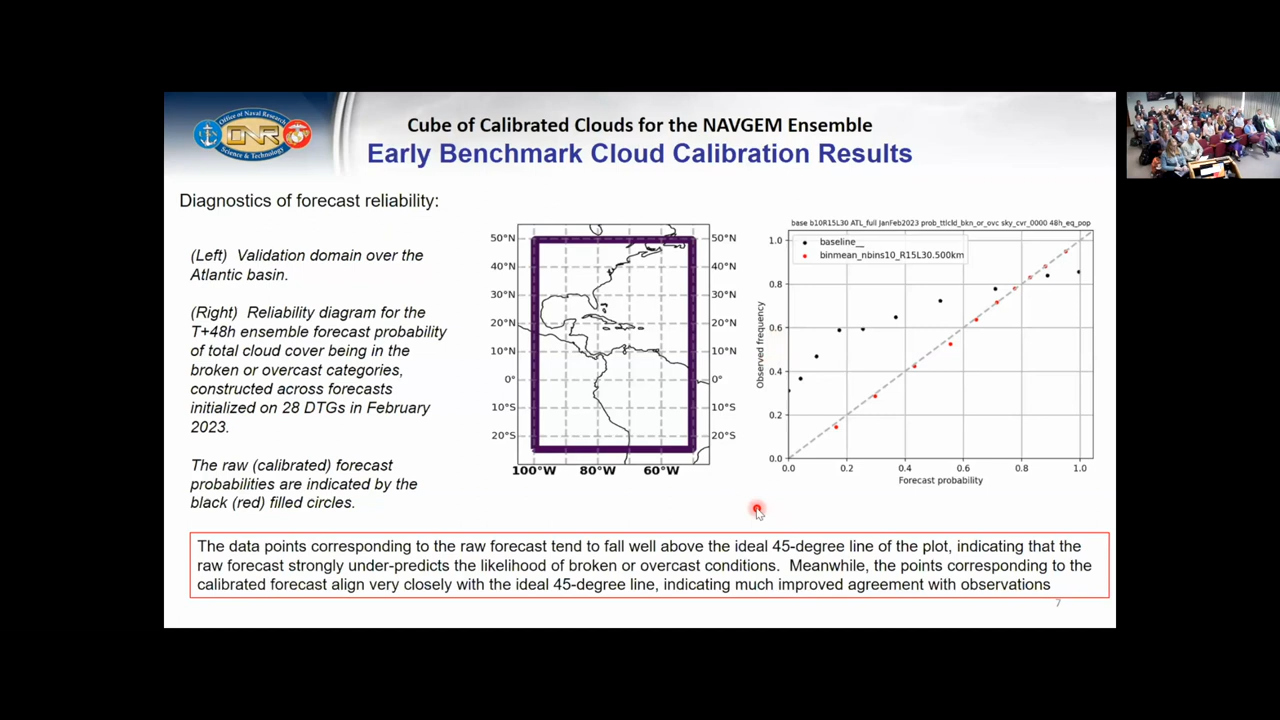 Office of Naval Research
ONR
Science & Technology
Cube of Calibrated Clouds for the NAVGEM Ensemble
Early Benchmark Cloud Calibration Results
Diagnostics of forecast reliability:
(Left) Validation domain over the
Atlantic basin.
(Right) Reliability diagram for the
T+48h ensemble forecast probability
of total cloud cover being in the
broken or overcast categories,
constructed across forecasts
initialized on 28 DTGs in February
2023.
The raw (calibrated) forecast
probabilities are indicated by the
black (red) filled circles.
50°N 50°N
40°N 40°N
30°N 30°N
20°N 20°N
10°N 10°N
0° 0°
10°S 10°S
20°S 20°S
100°W 80°W 60°W
base b10R15L30 ATL_full JanFeb2023 prob_ttlcld_bkn_or_ovc sky_cvr_0000 48h_eq_pop
baseline__
binmean_nbins10_R15L30.500km
Observed frequency
1.0
0.8
0.6
0.4
0.2
0.0
0.0 0.2 0.4 0.6 0.8 1.0
Forecast probability
The data points corresponding to the raw forecast tend to fall well above the ideal 45-degree line of the plot, indicating that the
raw forecast strongly under-predicts the likelihood of broken or overcast conditions. Meanwhile, the points corresponding to the
calibrated forecast align very closely with the ideal 45-degree line, indicating much improved agreement with observations
7